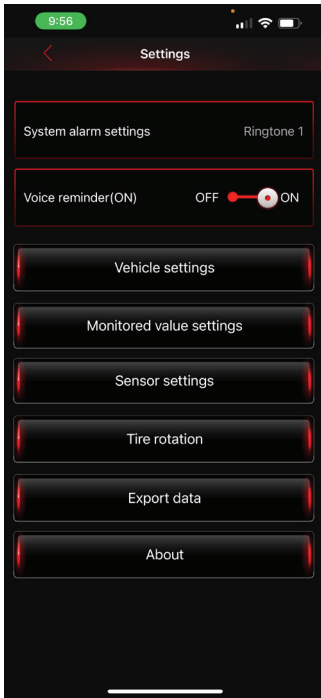 9:56
Settings
System alarm settings Ringtone 1
Voice reminder(ON) OFF ON
Vehicle settings
Monitored value settings
Sensor settings
Tire rotation
Export data
About